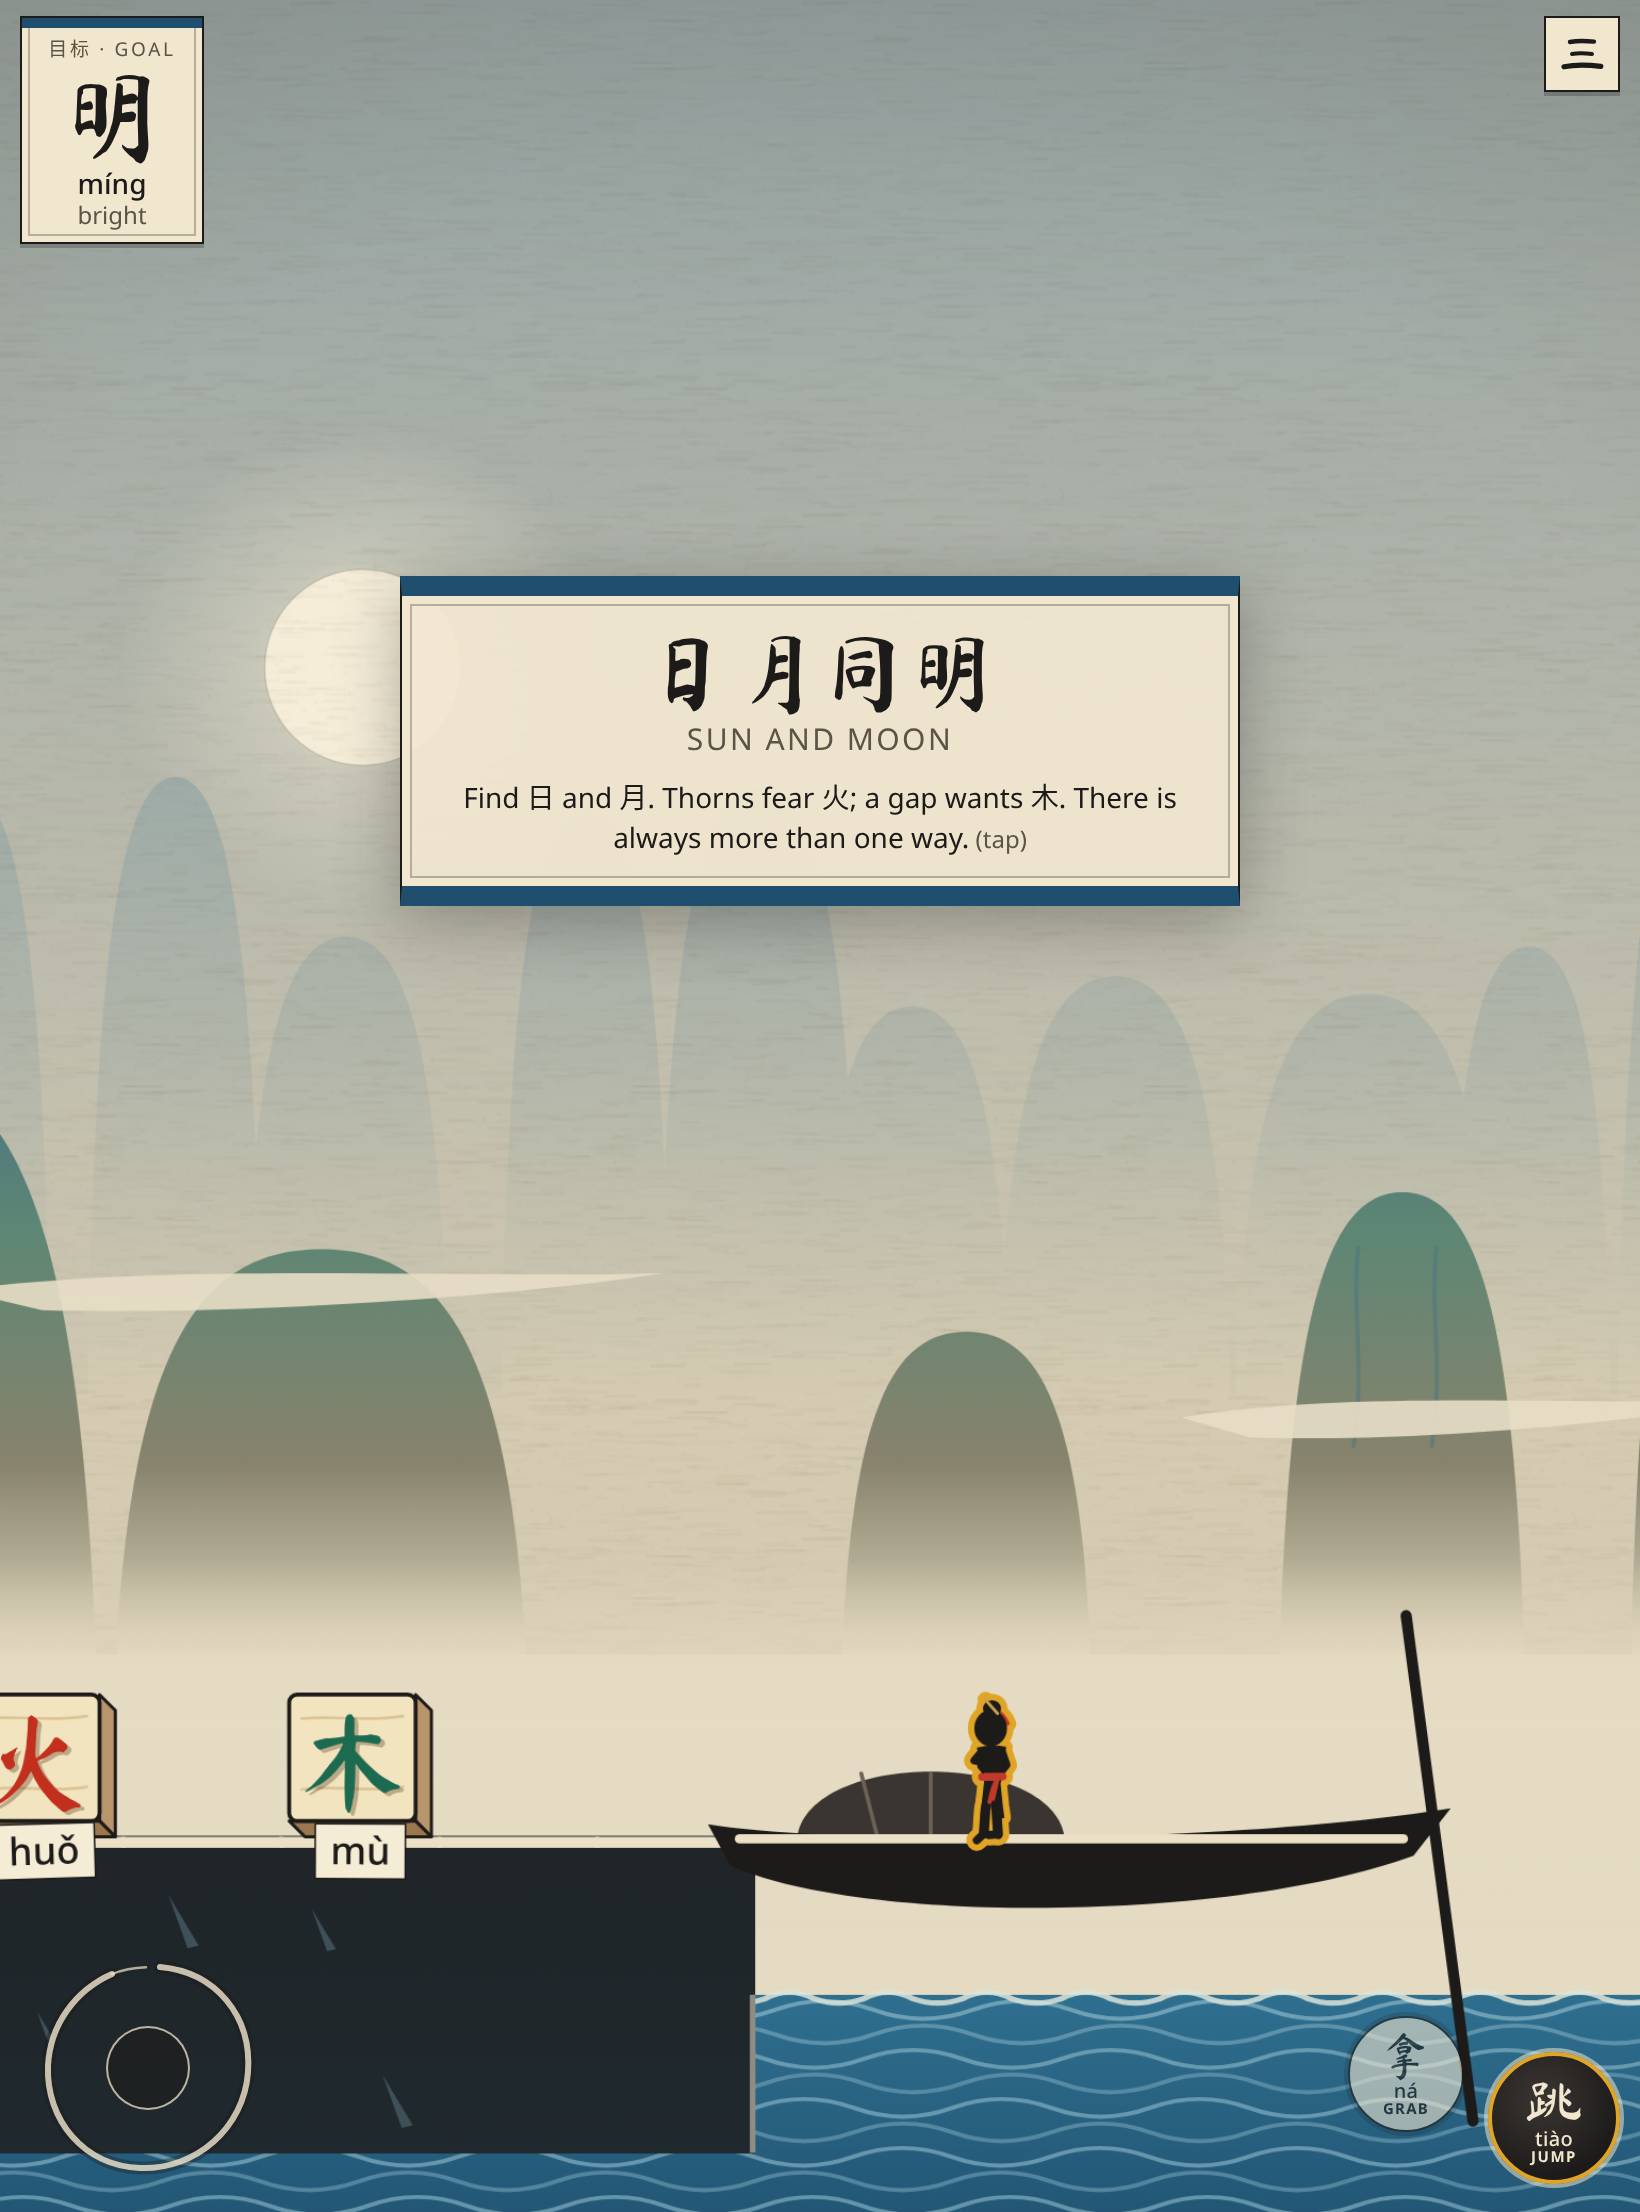 目标 · GOAL
明
míng
bright
三
日月同明
SUN AND MOON
Find 日 and 月. Thorns fear 火; a gap wants 木. There is
always more than one way. (tap)
火
huǒ
木
mù
拿
ná
GRAB
跳
tiào
JUMP